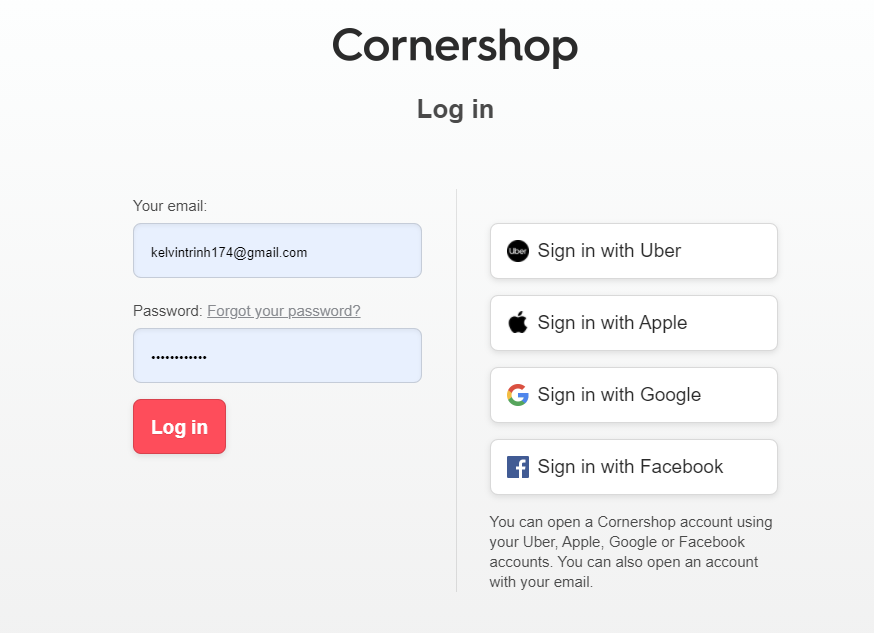 Cornershop
Log in
Your email:
kelvintrinh174@gmail.com
Password: Forgot your password?
••••••••••••
Log in
Uber
Sign in with Uber
Sign in with Apple
Sign in with Google
Sign in with Facebook
You can open a Cornershop account using
your Uber, Apple, Google or Facebook
accounts. You can also open an account
with your email.